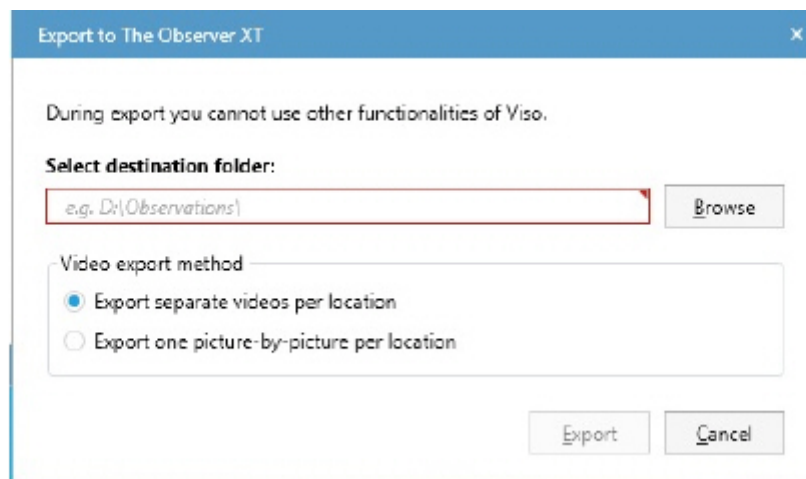 Export to The Observer XT
During export you cannot use other functionalities of Viso.
Select destination folder:
e.g. D:\Observations\
Browse
Video export method
Export separate videos per location
Export one picture-by-picture per location
Export
Cancel